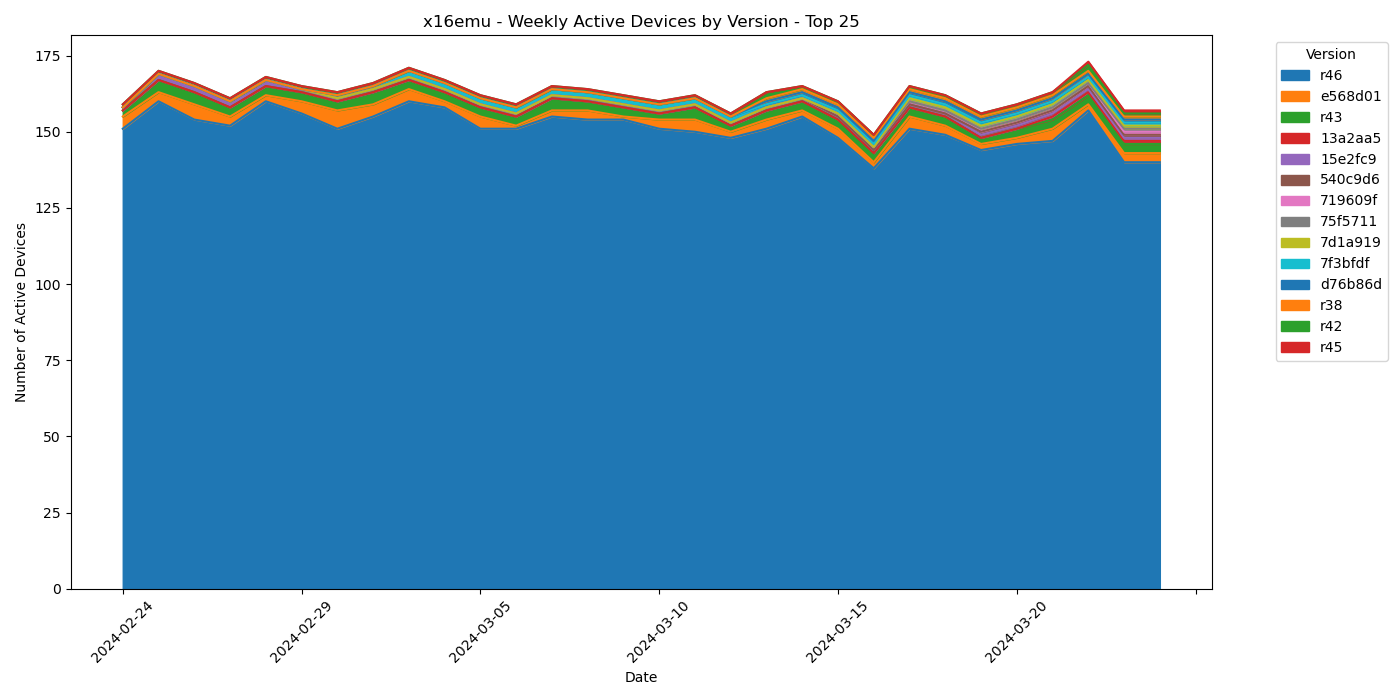 x16emu - Weekly Active Devices by Version - Top 25
Number of Active Devices
175
150
125
100
75
50
25
0
2024-02-24
2024-02-29
2024-03-05
2024-03-10
2024-03-15
2024-03-20
Date
Version
r46
e568d01
r43
13a2aa5
15e2fc9
540c9d6
719609f
75f5711
7d1a919
7f3bfdf
d76b86d
r38
r42
r45